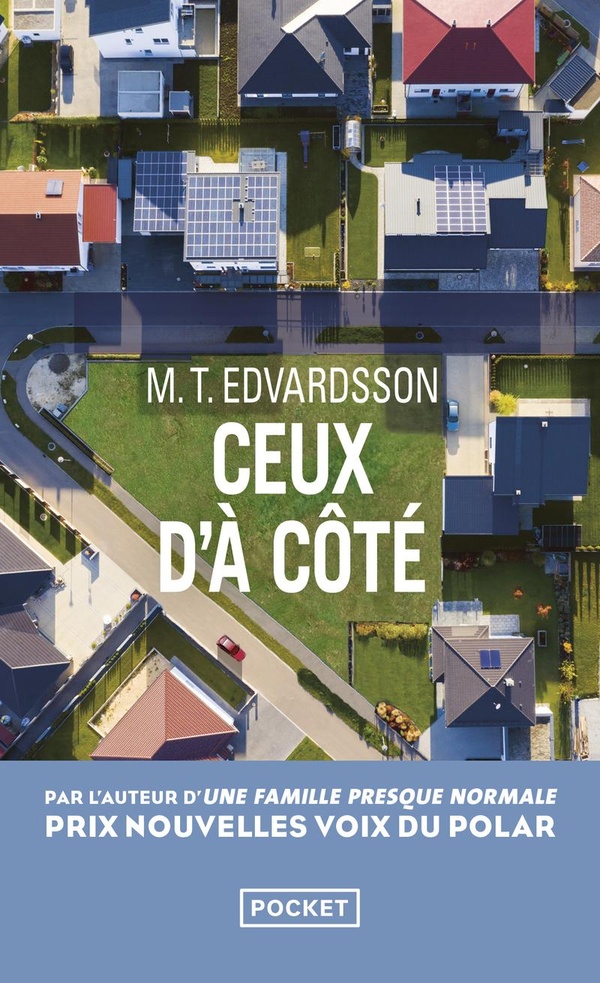 M. T. EDVARDSSON
CEUX
D'À CÔTÉ
PAR L'AUTEUR D'UNE FAMILLE PRESQUE NORMALE
PRIX NOUVELLES VOIX DU POLAR
POCKET